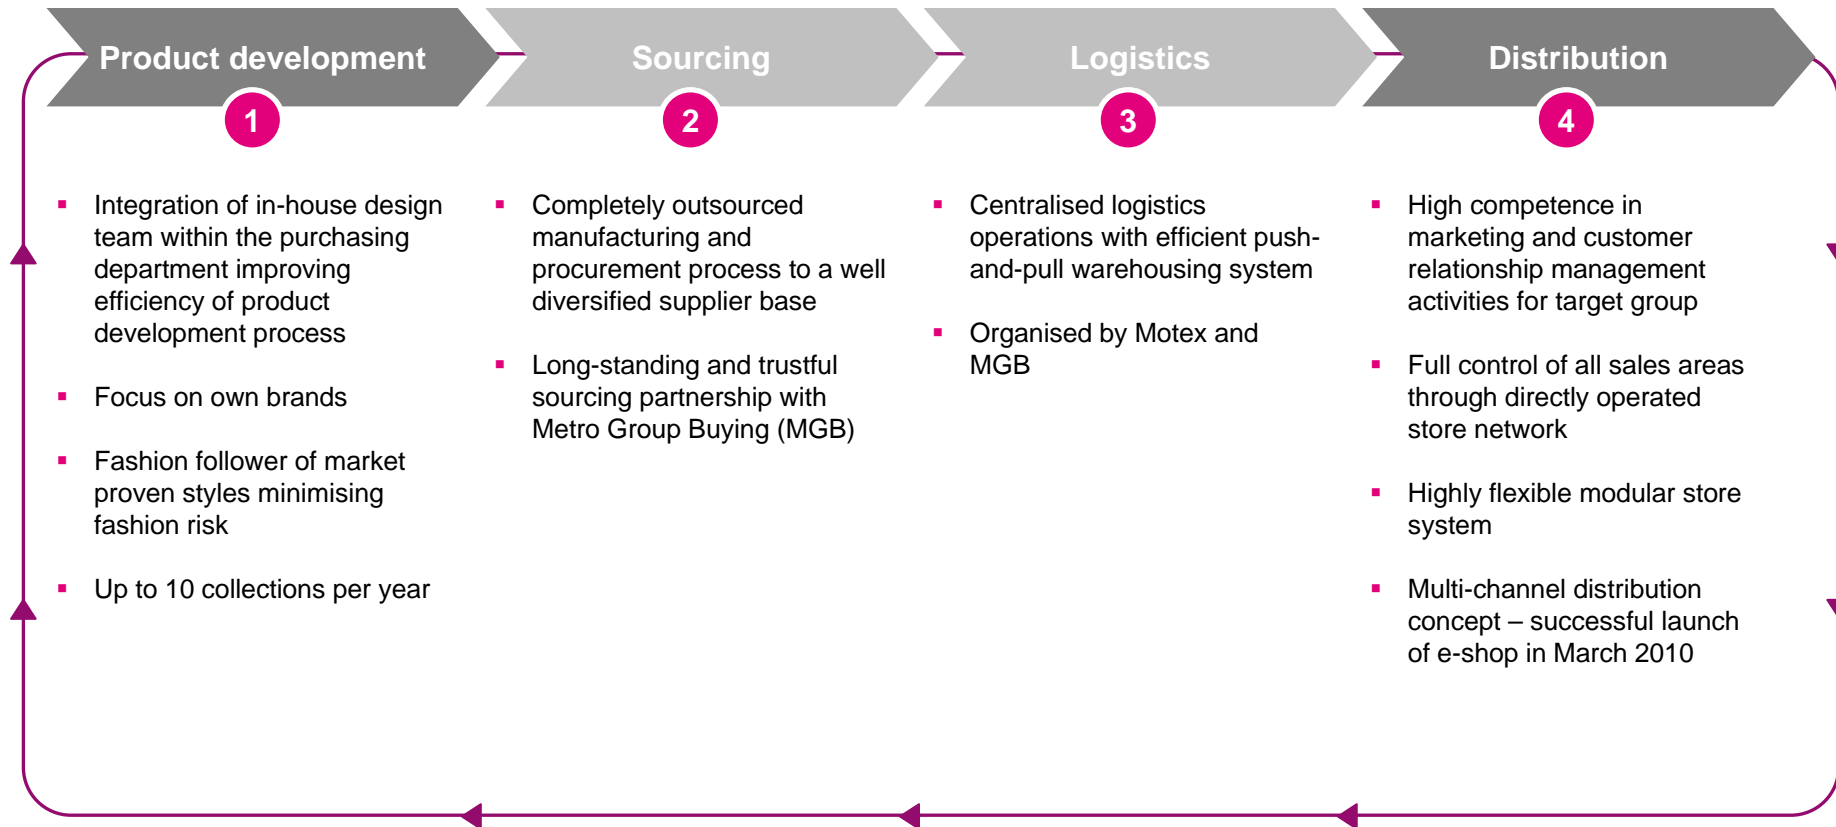 Product development
1
▪ Integration of in-house design
team within the purchasing
department improving
efficiency of product
development process
▪ Focus on own brands
▪ Fashion follower of market
proven styles minimising
fashion risk
▪ Up to 10 collections per year
Sourcing
2
▪ Completely outsourced
manufacturing and
procurement process to a well
diversified supplier base
▪ Long-standing and trustful
sourcing partnership with
Metro Group Buying (MGB)
Logistics
3
▪ Centralised logistics
operations with efficient push-
and-pull warehousing system
▪ Organised by Motex and
MGB
Distribution
4
▪ High competence in
marketing and customer
relationship management
activities for target group
▪ Full control of all sales areas
through directly operated
store network
▪ Highly flexible modular store
system
▪ Multi-channel distribution
concept – successful launch
of e-shop in March 2010